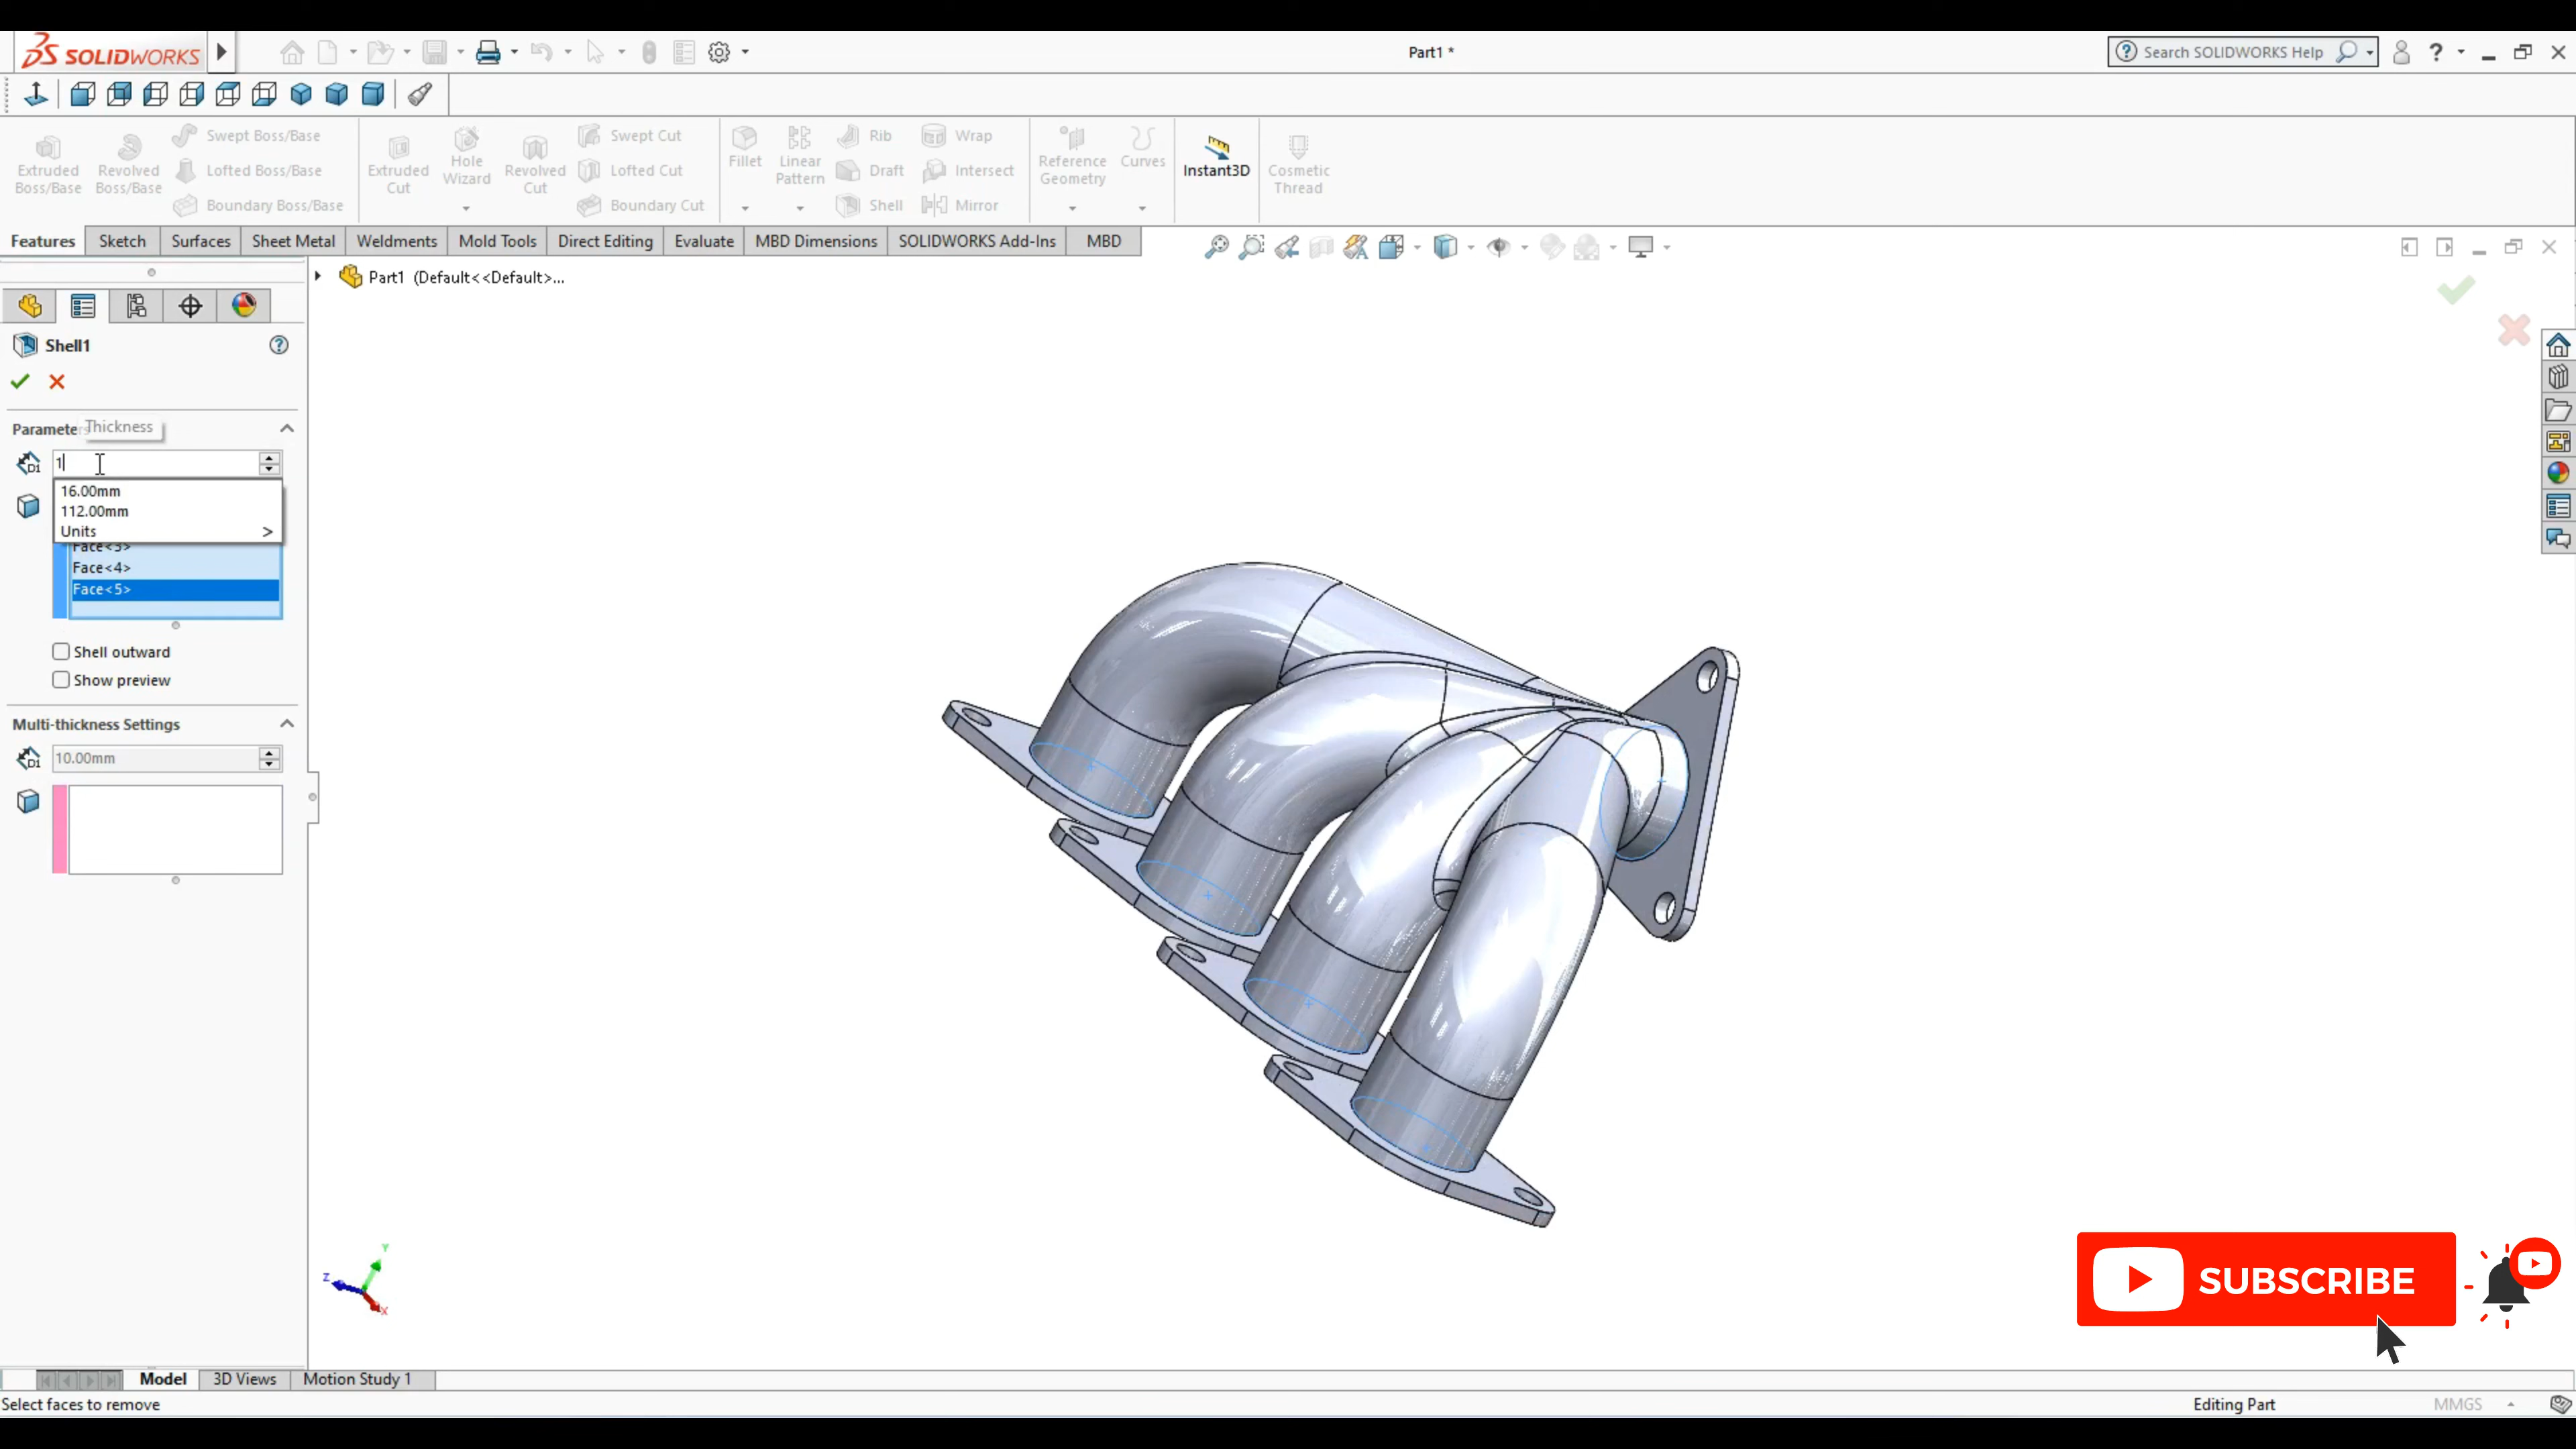 SOLIDWORKS
Part1 *
Search SOLIDWORKS Help
?
Extruded Boss/Base
Revolved Boss/Base
Swept Boss/Base
Lofted Boss/Base
Boundary Boss/Base
Extruded Cut
Hole Wizard
Revolved Cut
Swept Cut
Lofted Cut
Boundary Cut
Fillet
Linear Pattern
Rib
Draft
Shell
Wrap
Intersect
Mirror
Reference Geometry
Curves
Instant3D
Cosmetic Thread
Features
Sketch
Surfaces
Sheet Metal
Weldments
Mold Tools
Direct Editing
Evaluate
MBD Dimensions
SOLIDWORKS Add-Ins
MBD
Part1 (Default<<Default>...
Shell1
?
Thickness
D1
1
16.00mm
112.00mm
Units >
Face<4>
Face<5>
Shell outward
Show preview
Multi-thickness Settings
D1
10.00mm
Y
Z
X
SUBSCRIBE
Model
3D Views
Motion Study 1
Select faces to remove
Editing Part
MMGS